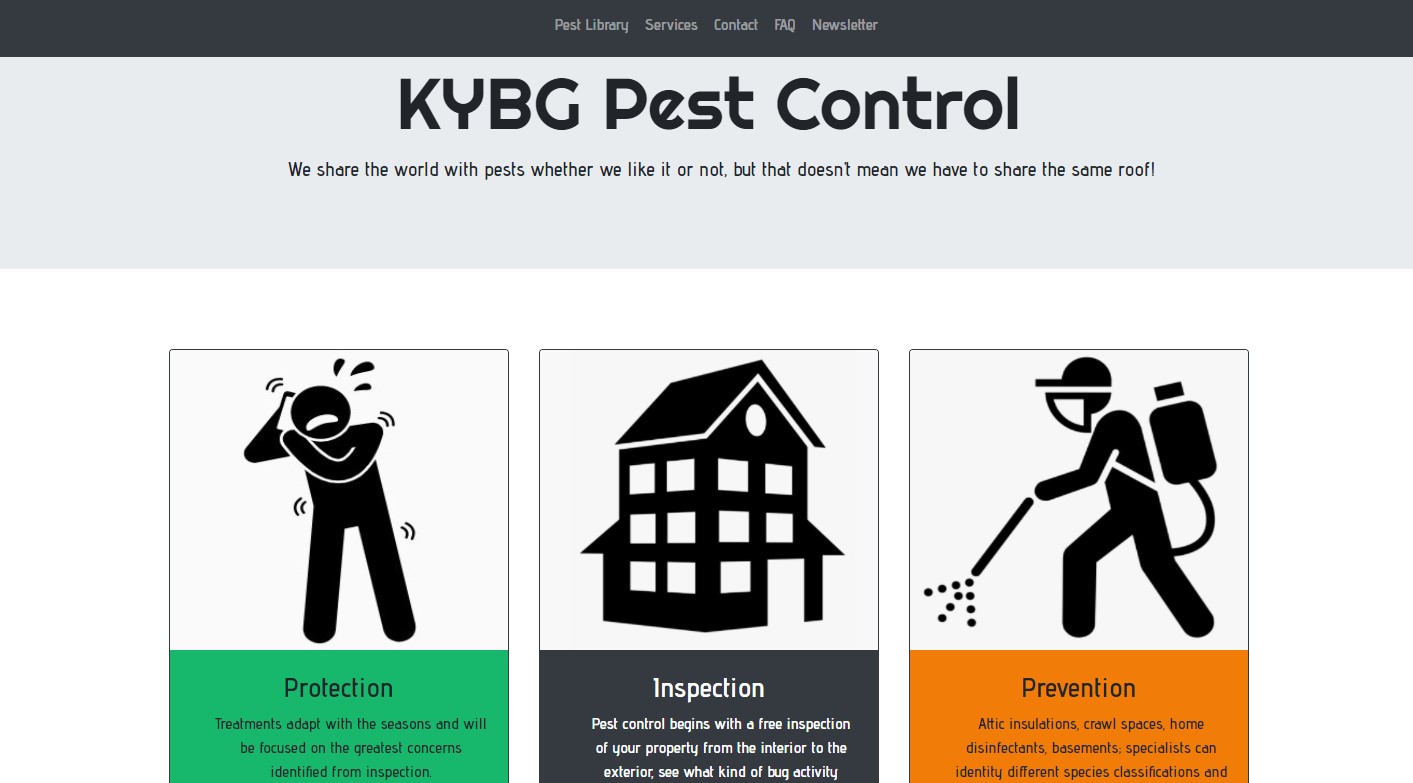 Pest Library Services Contact FAQ Newsletter
KYBG Pest Control
We share the world with pests whether we like it or not, but that doesn't mean we have to share the same roof!
Protection
Treatments adapt with the seasons and will
be focused on the greatest concerns
identified from inspection.
Inspection
Pest control begins with a free inspection
of your property from the interior to the
exterior, see what kind of bug activity
Prevention
Attic insulations, crawl spaces, home
disinfectants, basements; specialists can
identity different species classifications and